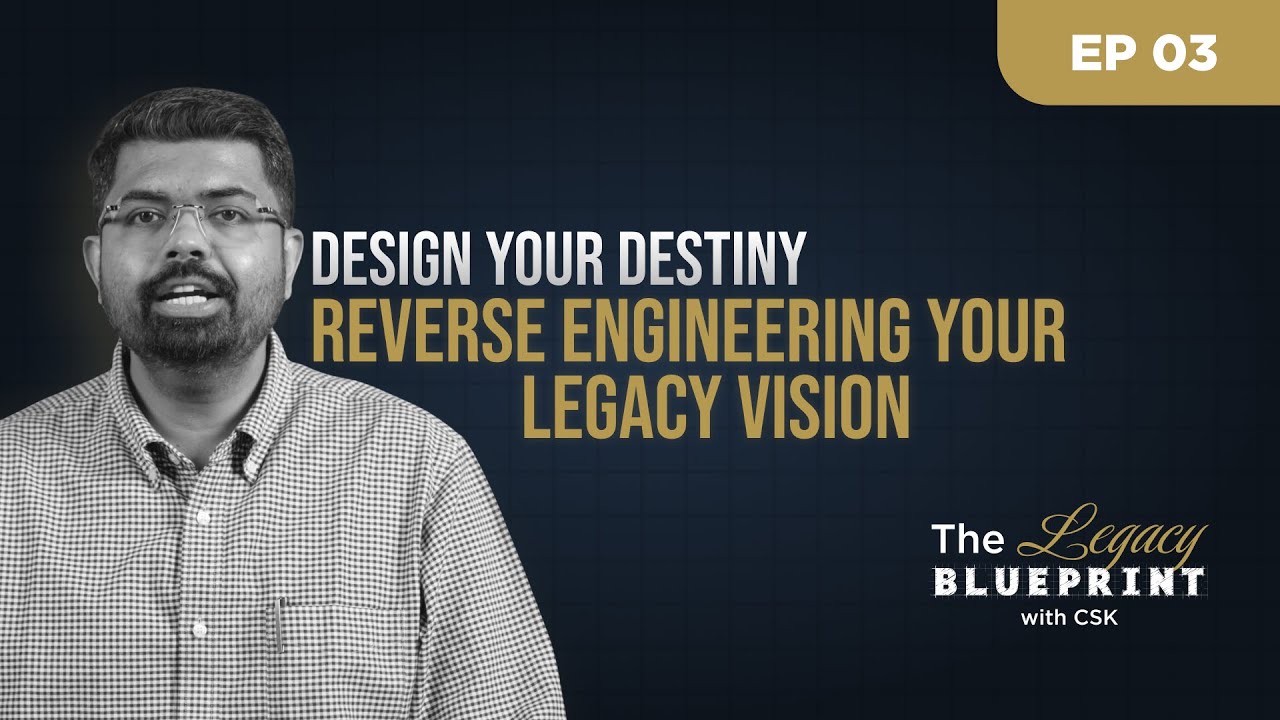 EP 03
DESIGN YOUR DESTINY
REVERSE ENGINEERING YOUR
LEGACY VISION
The Legacy
BLUEPRINT
with CSK